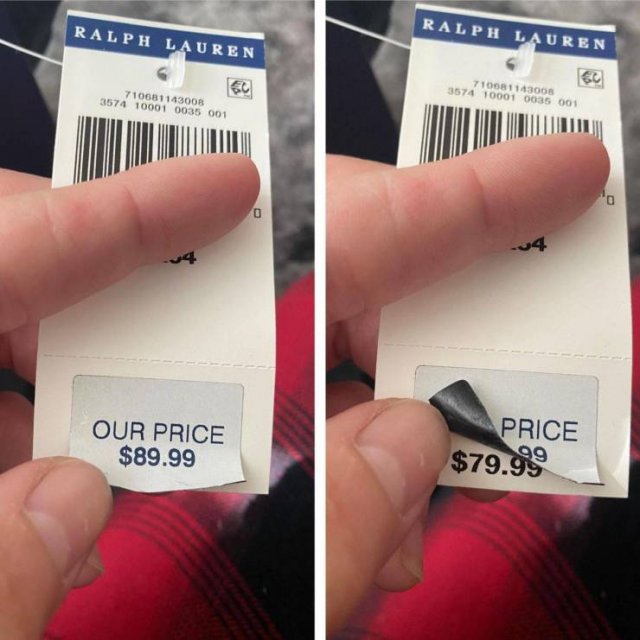 RALPH LAUREN
710681143008
3574 10001 0035 001
OUR PRICE
$89.99
RALPH LAUREN
710681143008
3574 10001 0035 001
PRICE
99
$79.99